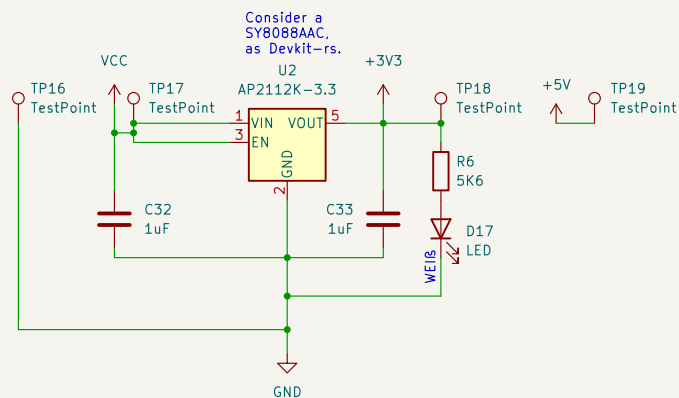 Consider a
SY8088AAC,
as Devkit-rs.
U2
AP2112K-3.3
VCC
+3V3
TP16
TestPoint
TP17
TestPoint
TP18
TestPoint
+5V
TP19
TestPoint
1
VIN
VOUT
5
3
EN
GND
2
R6
5K6
C32
1uF
C33
1uF
D17
LED
WEIß
GND